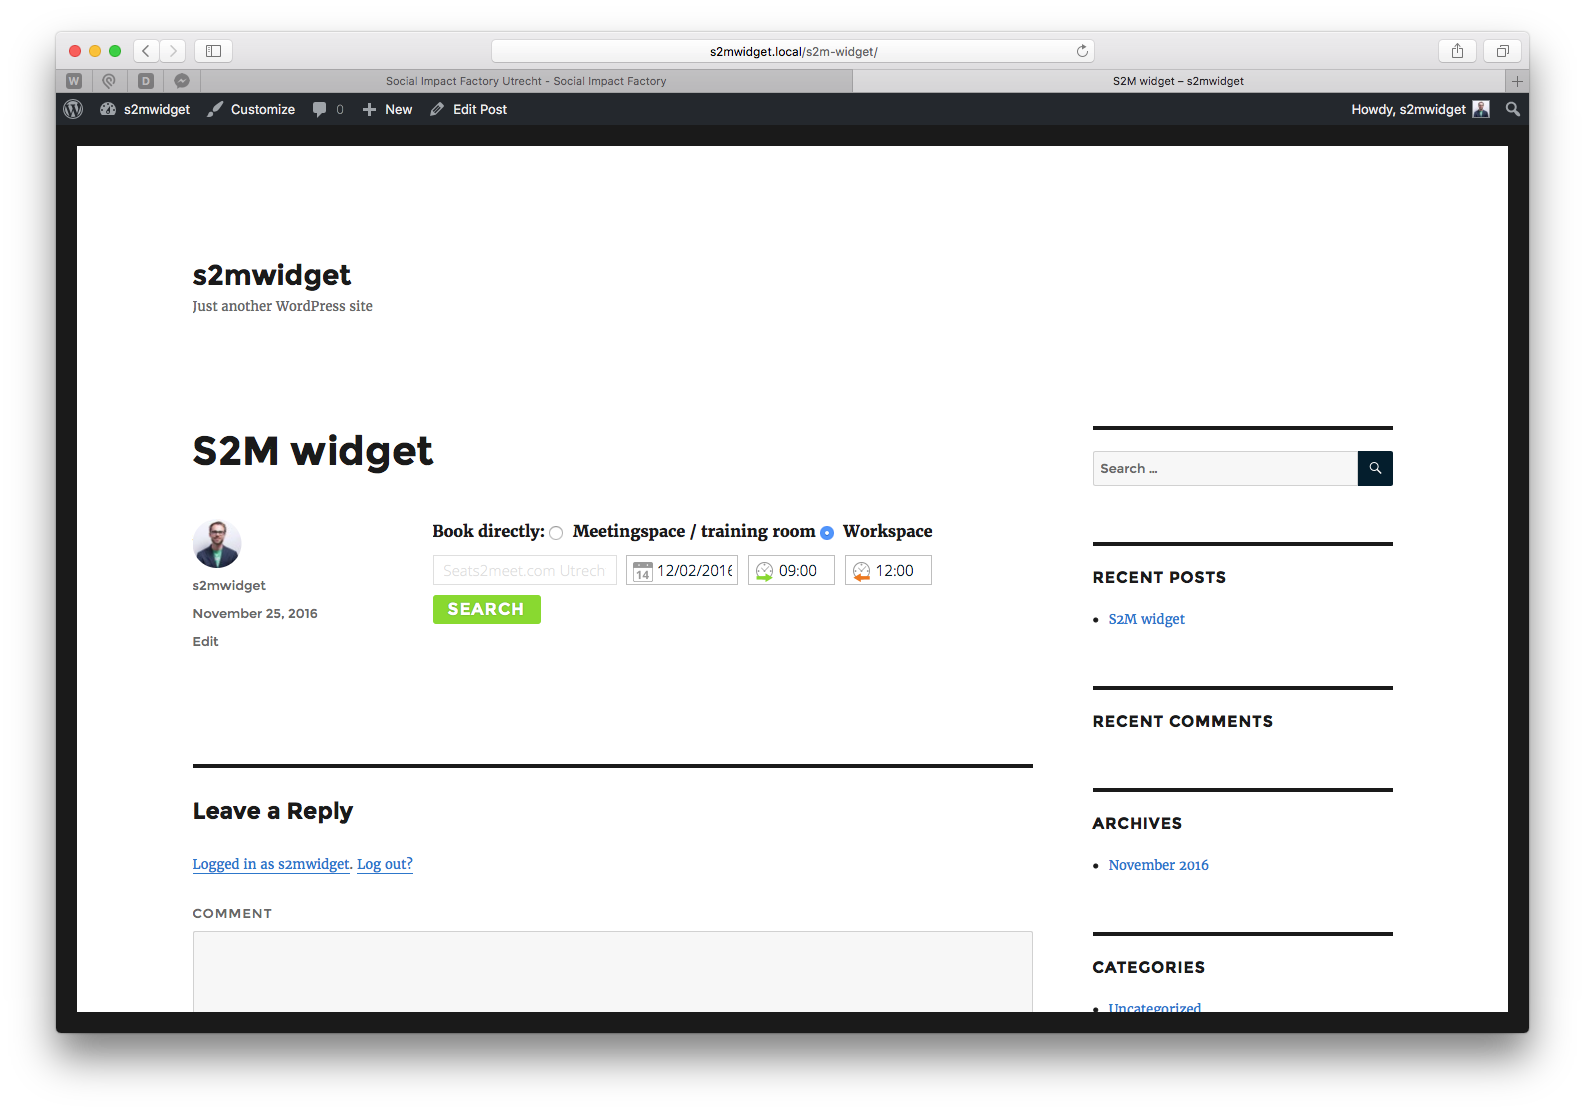 s2mwidget.local/s2m-widget/
W
D
Social Impact Factory Utrecht - Social Impact Factory
S2M widget – s2mwidget
s2mwidget
Customize
0
New
Edit Post
Howdy, s2mwidget
s2mwidget
Just another WordPress site
S2M widget
s2mwidget
November 25, 2016
Edit
Book directly: Meetingspace / training room Workspace
Seats2meet.com Utrech
14 12/02/2016
09:00
12:00
SEARCH
Leave a Reply
Logged in as s2mwidget. Log out?
COMMENT
Search ...
RECENT POSTS
S2M widget
RECENT COMMENTS
ARCHIVES
November 2016
CATEGORIES
Uncategorized